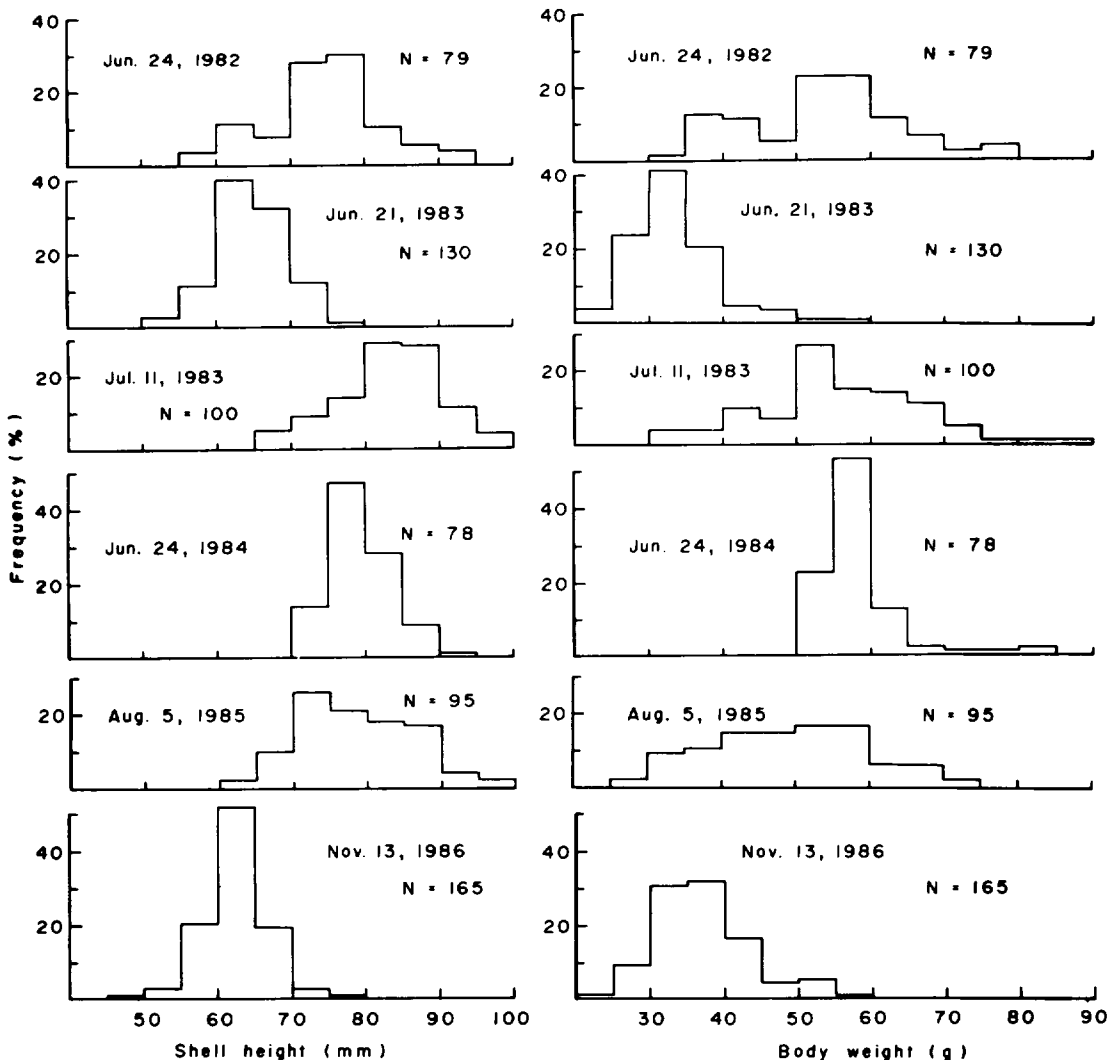 40
20
Jun. 24, 1982
N = 79
40
20
Jun. 24, 1982
N = 79
40
20
Jun. 21, 1983
N = 130
40
20
Jun. 21, 1983
N = 130
20
Jul. 11, 1983
N = 100
20
Jul. 11, 1983
N = 100
Frequency (%)
40
20
Jun. 24, 1984
N = 78
40
20
Jun. 24, 1984
N = 78
20
Aug. 5, 1985
N = 95
20
Aug. 5, 1985
N = 95
40
20
Nov. 13, 1986
N = 165
40
20
Nov. 13, 1986
N = 165
50 60 70 80 90 100
30 40 50 60 70 80 90
Shell height (mm)
Body weight (g)